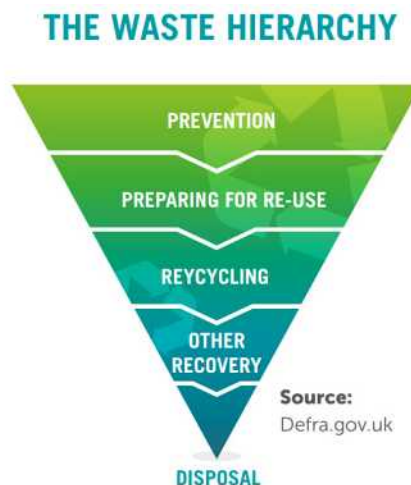 THE WASTE HIERARCHY
PREVENTION
PREPARING FOR RE-USE
REYCYCLING
OTHER
RECOVERY
Source:
Defra.gov.uk
DISPOSAL